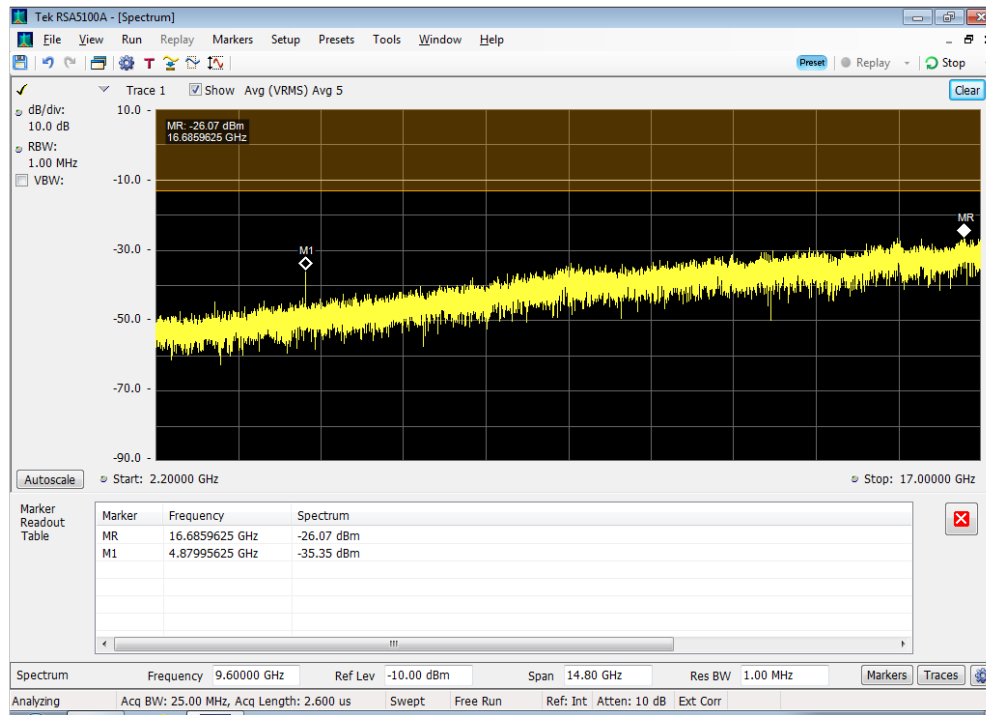 Tek RSA5100A - [Spectrum]
File View Run Replay Markers Setup Presets Tools Window Help
T Preset Replay Stop
Trace 1 Show Avg (VRMS) Avg 5 Clear
dB/div:
10.0 dB
RBW:
1.00 MHz
VBW:
10.0
-10.0
-30.0
-50.0
-70.0
-90.0
MR: -26.07 dBm
16.6859625 GHz
MR
M1
Autoscale Start: 2.20000 GHz Stop: 17.00000 GHz
Marker
Readout
Table
Marker Frequency Spectrum
MR 16.6859625 GHz -26.07 dBm
M1 4.87995625 GHz -35.35 dBm
Spectrum Frequency 9.60000 GHz Ref Lev -10.00 dBm Span 14.80 GHz Res BW 1.00 MHz Markers Traces
Analyzing Acq BW: 25.00 MHz, Acq Length: 2.600 us Swept Free Run Ref: Int Atten: 10 dB Ext Corr